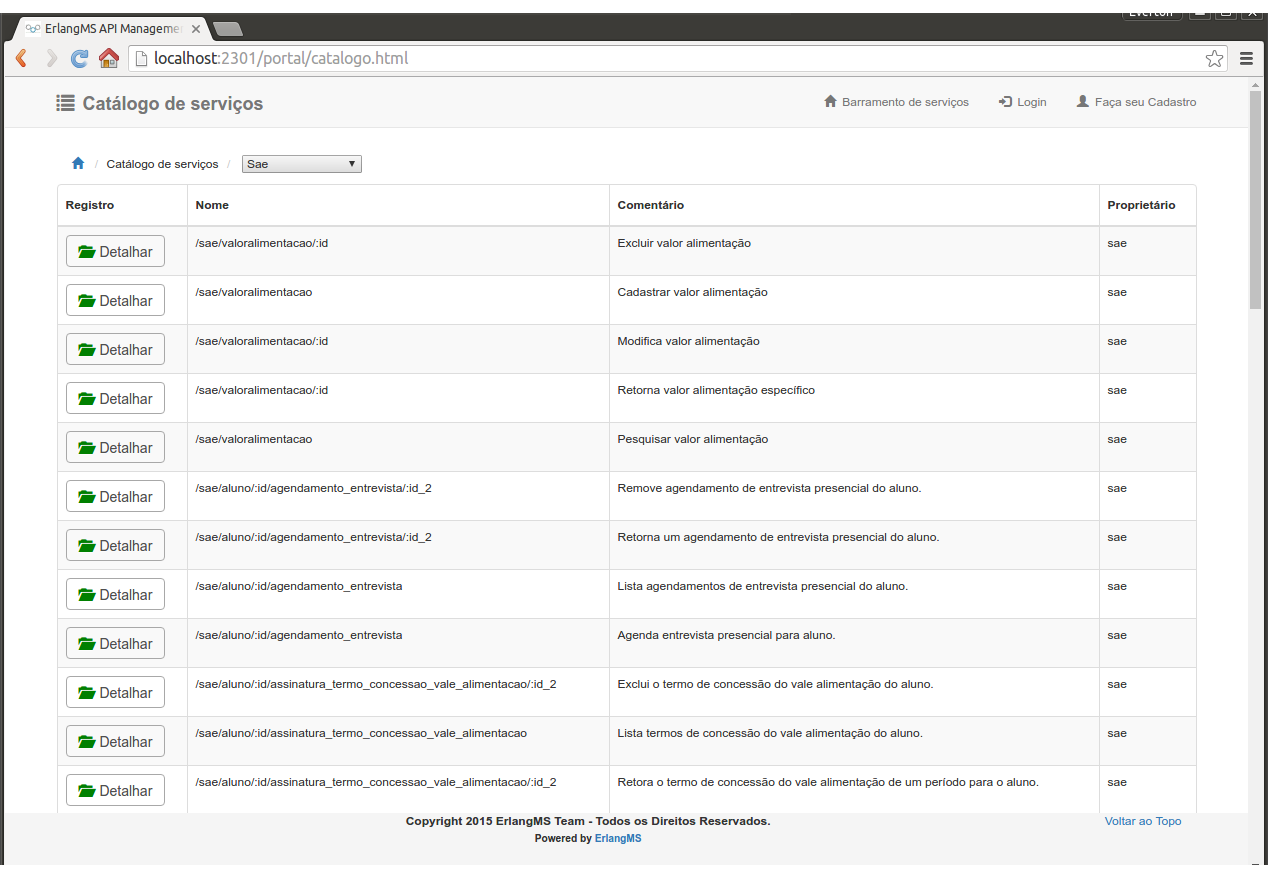 Everton
ErlangMS API Manageme
localhost:2301/portal/catalogo.html
Catálogo de serviços
Barramento de serviços Login Faça seu Cadastro
/ Catálogo de serviços / Sae
Registro Nome Comentário Proprietário
Detalhar /sae/valoralimentacao/:id Excluir valor alimentação sae
Detalhar /sae/valoralimentacao Cadastrar valor alimentação sae
Detalhar /sae/valoralimentacao/:id Modifica valor alimentação sae
Detalhar /sae/valoralimentacao/:id Retorna valor alimentação específico sae
Detalhar /sae/valoralimentacao Pesquisar valor alimentação sae
Detalhar /sae/aluno/:id/agendamento_entrevista/:id_2 Remove agendamento de entrevista presencial do aluno. sae
Detalhar /sae/aluno/:id/agendamento_entrevista/:id_2 Retorna um agendamento de entrevista presencial do aluno. sae
Detalhar /sae/aluno/:id/agendamento_entrevista Lista agendamentos de entrevista presencial do aluno. sae
Detalhar /sae/aluno/:id/agendamento_entrevista Agenda entrevista presencial para aluno. sae
Detalhar /sae/aluno/:id/assinatura_termo_concessao_vale_alimentacao/:id_2 Exclui o termo de concessão do vale alimentação do aluno. sae
Detalhar /sae/aluno/:id/assinatura_termo_concessao_vale_alimentacao Lista termos de concessão do vale alimentação do aluno. sae
Detalhar /sae/aluno/:id/assinatura_termo_concessao_vale_alimentacao/:id_2 Retora o termo de concessão do vale alimentação de um período para o aluno. sae
Copyright 2015 ErlangMS Team - Todos os Direitos Reservados. Voltar ao Topo
Powered by ErlangMS